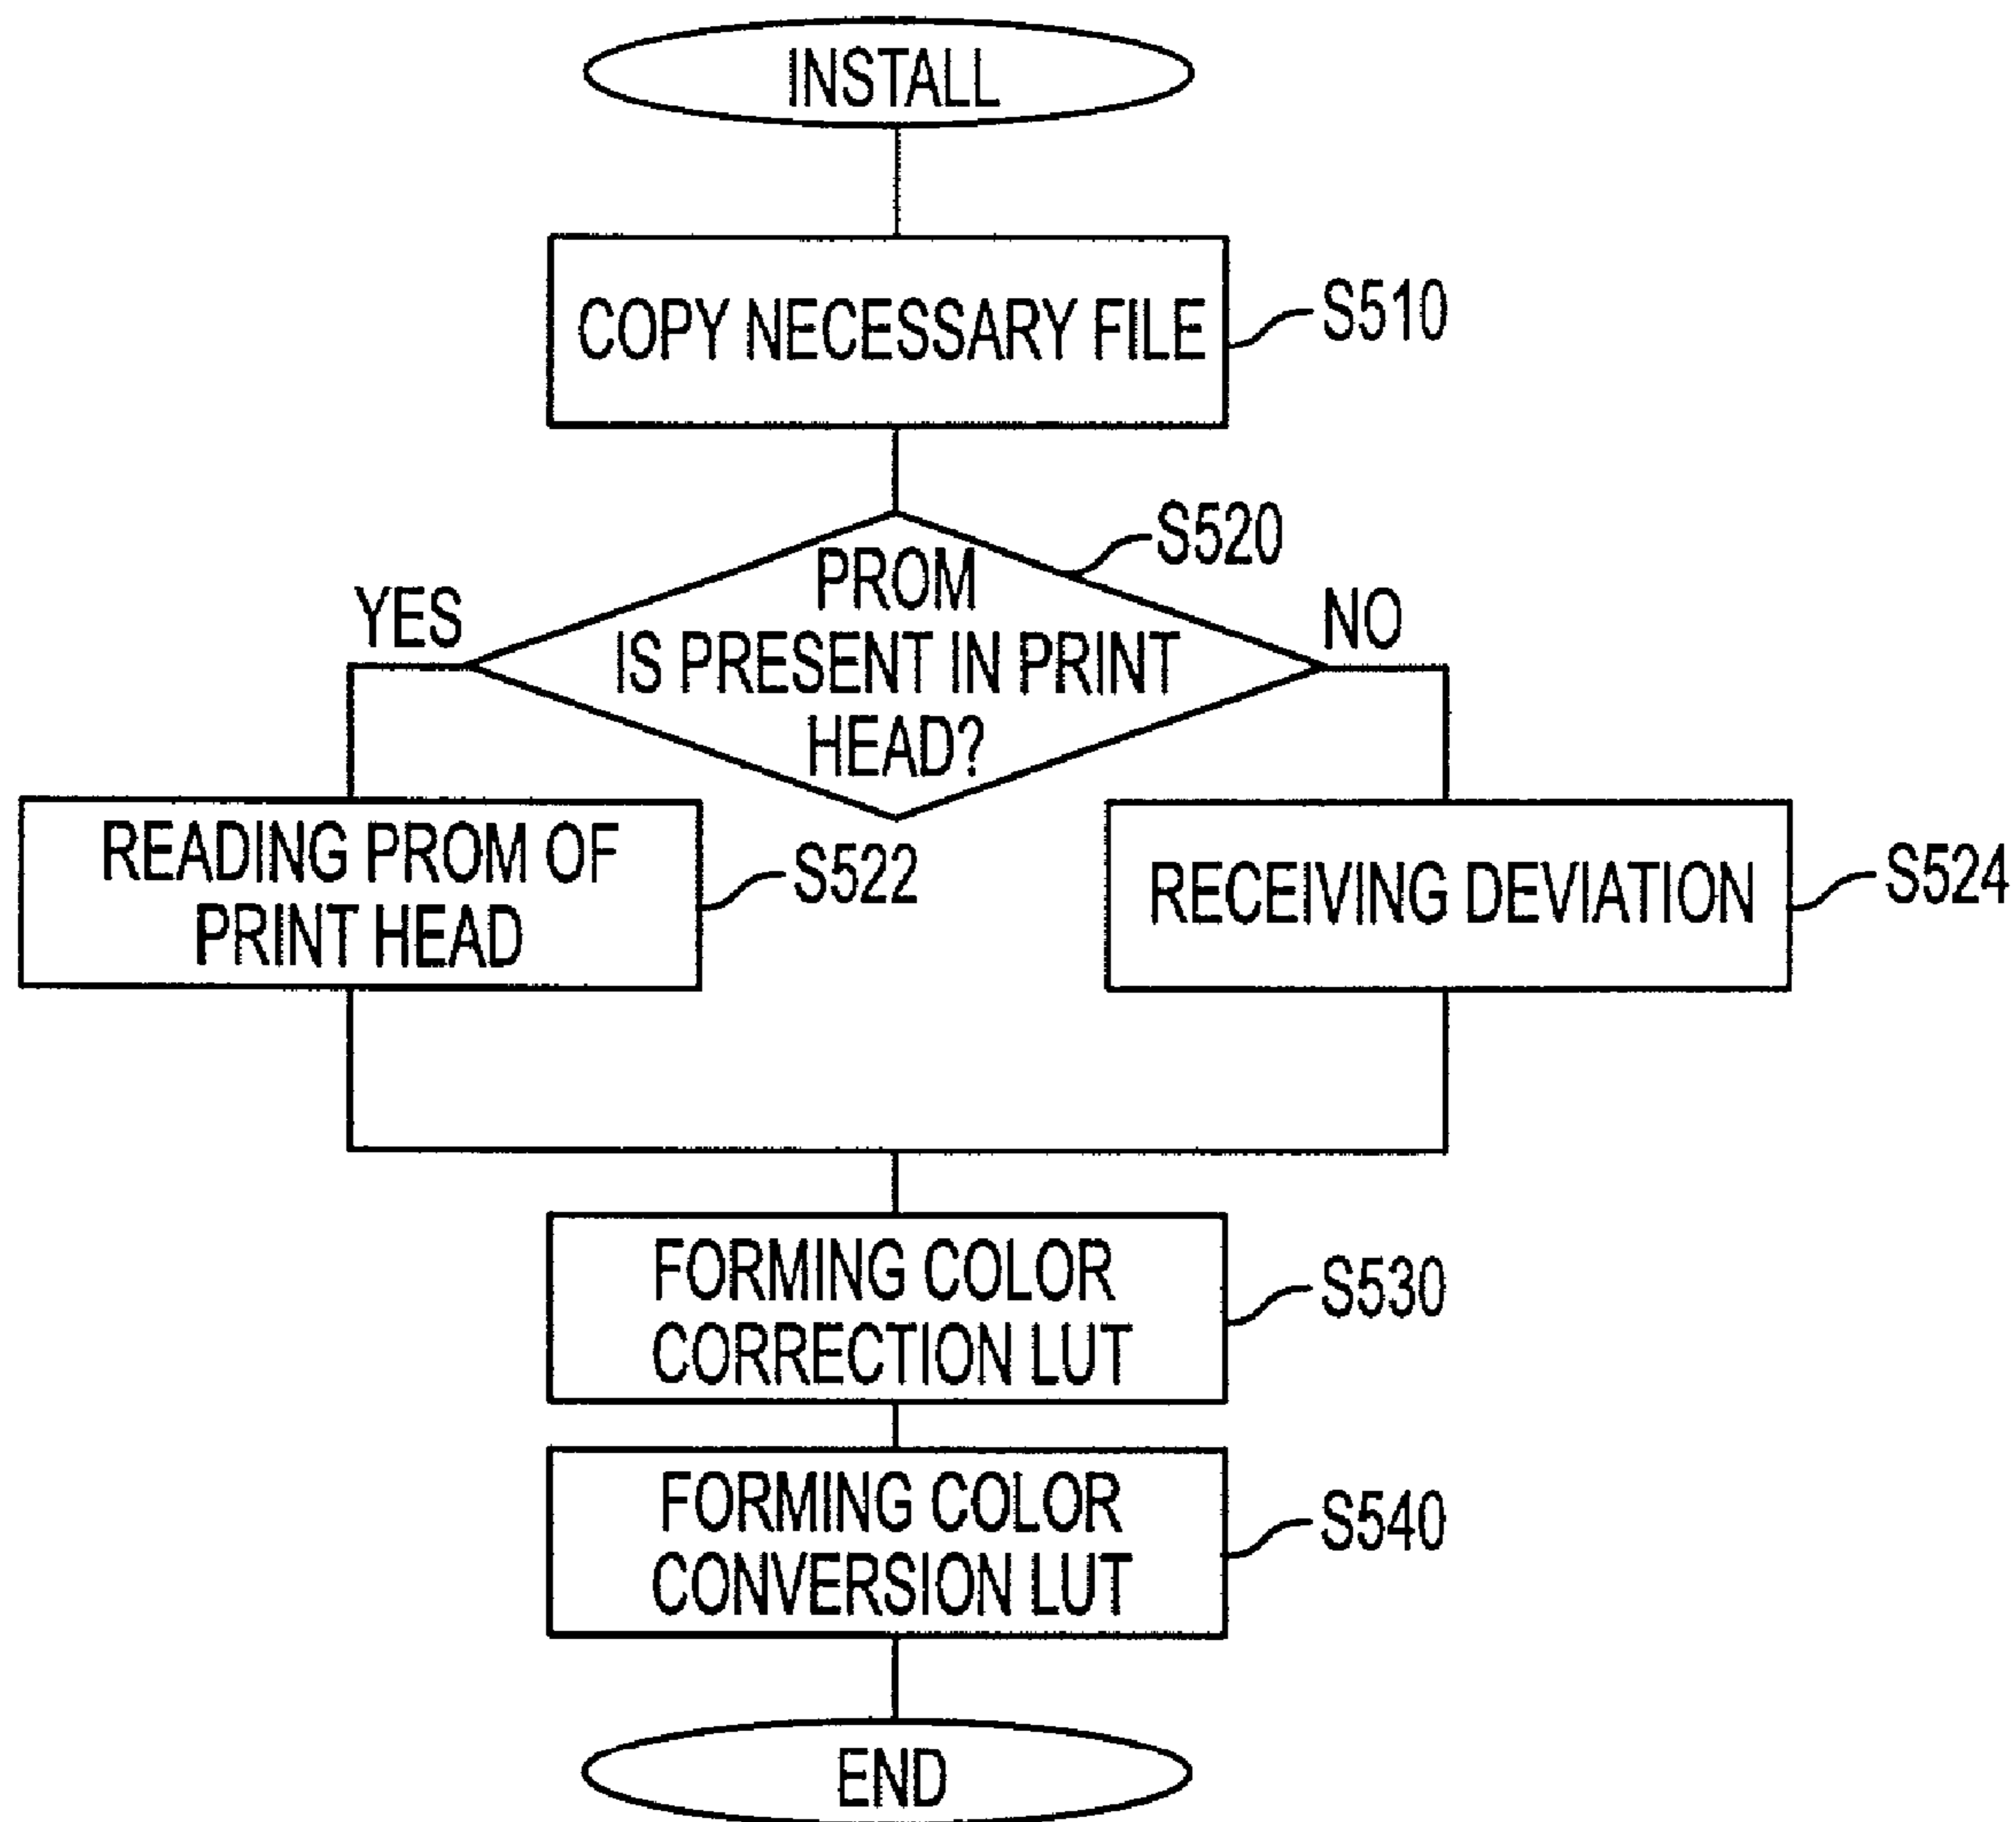 INSTALL
COPY NECESSARY FILE
S510
S520
PROM
IS PRESENT IN PRINT
HEAD?
YES
NO
READING PROM OF
PRINT HEAD
S522
RECEIVING DEVIATION
S524
FORMING COLOR
CORRECTION LUT
S530
FORMING COLOR
CONVERSION LUT
S540
END